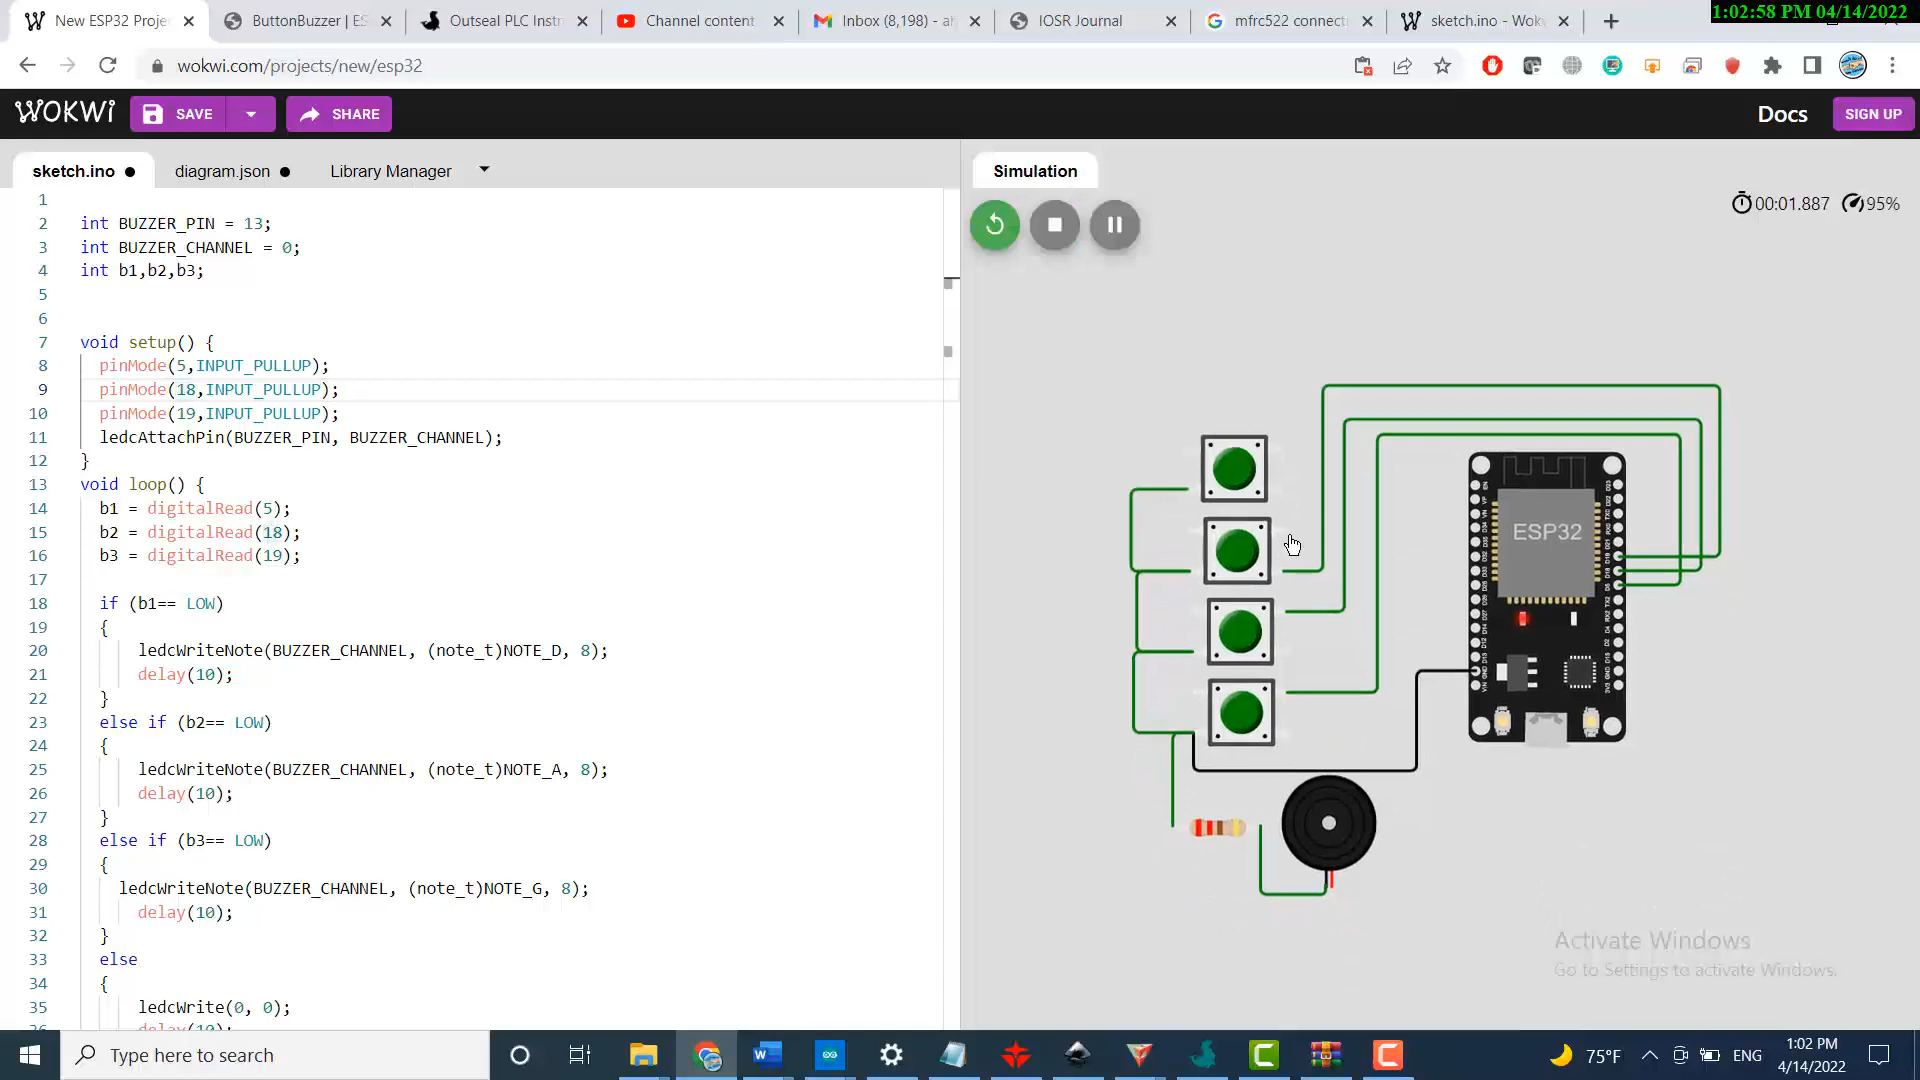 New ESP32 Proje
ButtonBuzzer | ES
Outseal PLC Instr
Channel content
Inbox (8,198) - a
IOSR Journal
mfrc522 connect
sketch.ino - Wok
1:02:58 PM 04/14/2022
wokwi.com/projects/new/esp32
WOKWI
SAVE
SHARE
Docs
SIGN UP
sketch.ino
diagram.json
Library Manager
Simulation
00:01.887
95%
1
2 int BUZZER_PIN = 13;
3 int BUZZER_CHANNEL = 0;
4 int b1,b2,b3;
5
6
7 void setup() {
8 pinMode(5,INPUT_PULLUP);
9 pinMode(18,INPUT_PULLUP);
10 pinMode(19,INPUT_PULLUP);
11 ledcAttachPin(BUZZER_PIN, BUZZER_CHANNEL);
12 }
13 void loop() {
14 b1 = digitalRead(5);
15 b2 = digitalRead(18);
16 b3 = digitalRead(19);
17
18 if (b1== LOW)
19 {
20 ledcWriteNote(BUZZER_CHANNEL, (note_t)NOTE_D, 8);
21 delay(10);
22 }
23 else if (b2== LOW)
24 {
25 ledcWriteNote(BUZZER_CHANNEL, (note_t)NOTE_A, 8);
26 delay(10);
27 }
28 else if (b3== LOW)
29 {
30 ledcWriteNote(BUZZER_CHANNEL, (note_t)NOTE_G, 8);
31 delay(10);
32 }
33 else
34 {
35 ledcWrite(0, 0);
36 delay(10);
ESP32
Activate Windows
Go to Settings to activate Windows.
Type here to search
75°F
ENG
1:02 PM
4/14/2022